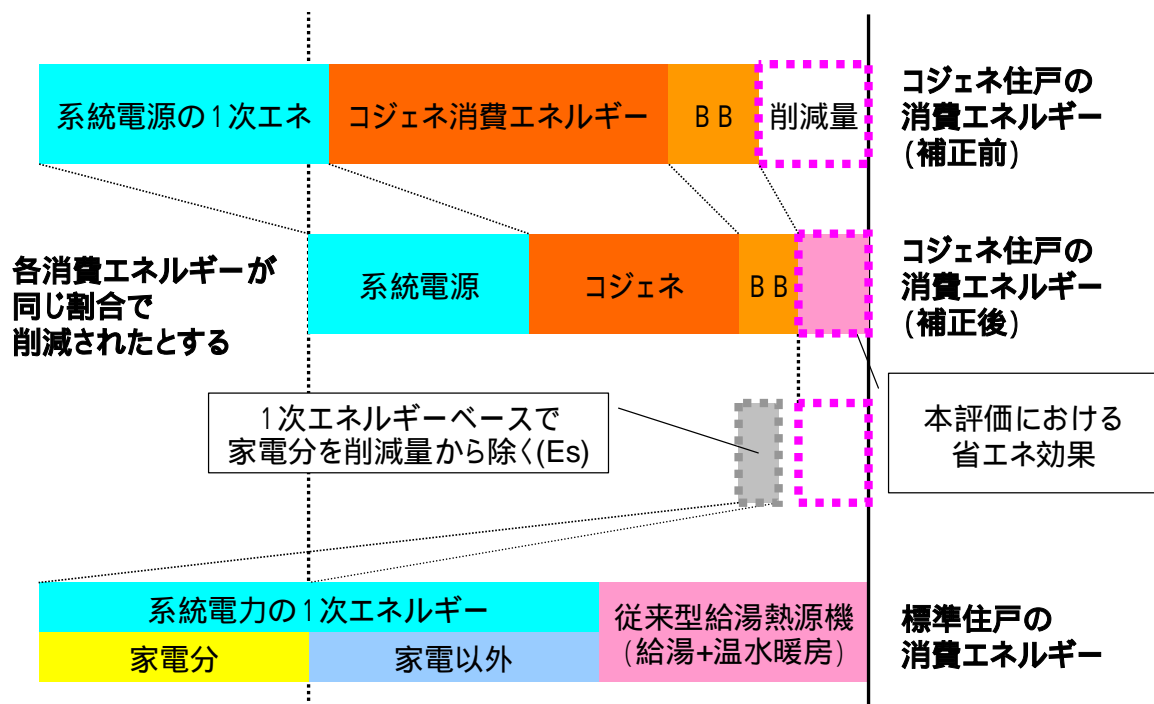 系統電源の1次エネ
コジェネ消費エネルギー
BB
削減量
コジェネ住戸の
消費エネルギー
(補正前)
各消費エネルギーが
同じ割合で
削減されたとする
系統電源
コジェネ
BB
コジェネ住戸の
消費エネルギー
(補正後)
1次エネルギーベースで
家電分を削減量から除く(Es)
本評価における
省エネ効果
系統電力の1次エネルギー
家電分
家電以外
従来型給湯熱源機
(給湯+温水暖房)
標準住戸の
消費エネルギー